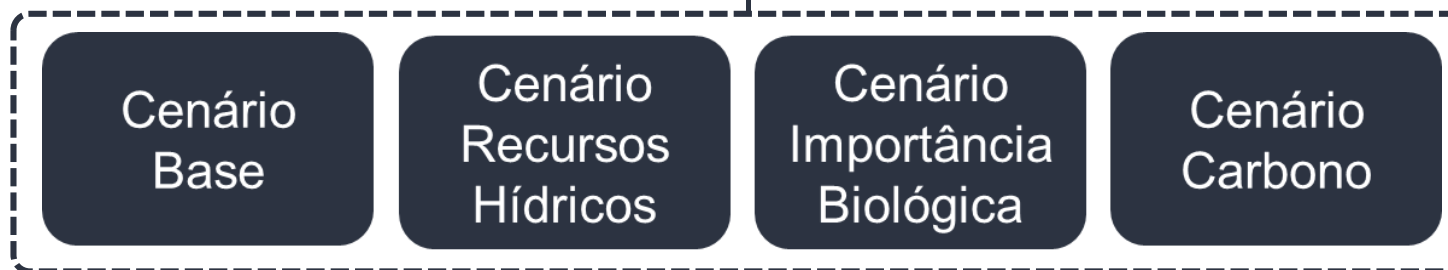 Cenário
Base
Cenário
Recursos
Hídricos
Cenário
Importância
Biológica
Cenário
Carbono